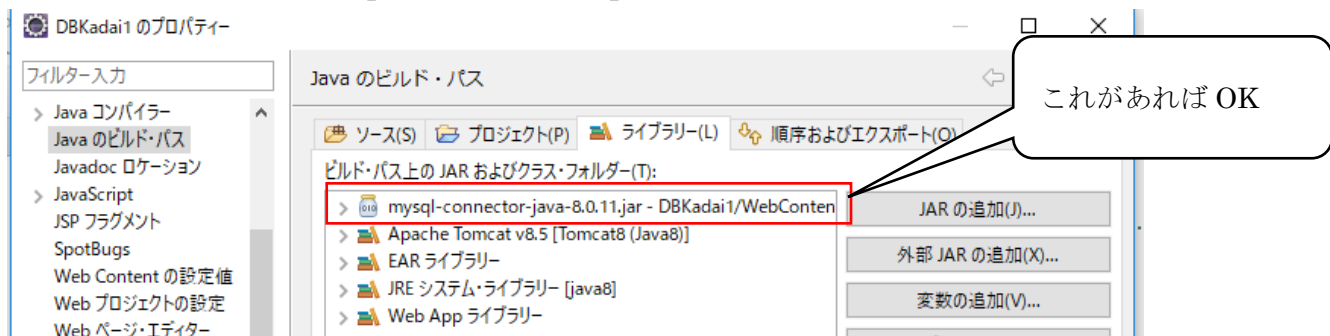 DBKadai1 のプロパティー
フィルター入力
Java のビルド・パス
これがあれば OK
Java コンパイラー
Java のビルド・パス
Javadoc ロケーション
JavaScript
JSP フラグメント
SpotBugs
Web Content の設定値
Web プロジェクトの設定
Web ページ・エディター
ソース(S) プロジェクト(P) ライブラリー(L) 順序およびエクスポート(O)
ビルド・パス上の JAR およびクラス・フォルダー(T):
mysql-connector-java-8.0.11.jar - DBKadai1/WebConten
Apache Tomcat v8.5 [Tomcat8 (Java8)]
EAR ライブラリー
JRE システム・ライブラリー [java8]
Web App ライブラリー
JAR の追加(J)...
外部 JAR の追加(X)...
変数の追加(V)...